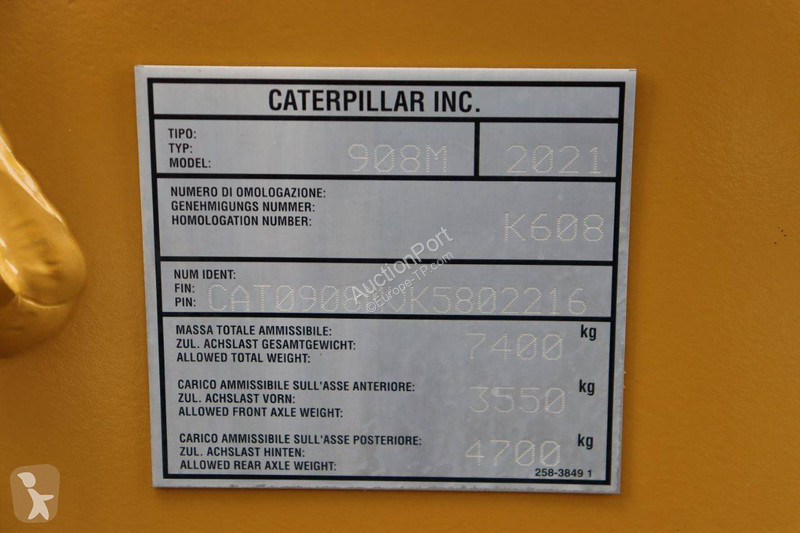 CATERPILLAR INC.
TIPO:
TYP:
MODEL: 908M 2021
NUMERO DI OMOLOGAZIONE:
GENEHMIGUNGS NUMMER:
HOMOLOGATION NUMBER: K608
NUM IDENT:
FIN:
PIN:
MASSA TOTALE AMMISSIBILE:
ZUL. ACHSLAST GESAMTGEWICHT: 7400 kg
ALLOWED TOTAL WEIGHT:
CARICO AMMISSIBILE SULL'ASSE ANTERIORE:
ZUL. ACHSLAST VORN: 3550 kg
ALLOWED FRONT AXLE WEIGHT:
CARICO AMMISSIBILE SULL'ASSE POSTERIORE:
ZUL. ACHSLAST HINTEN: 4700 kg
ALLOWED REAR AXLE WEIGHT:
258-3849 1
AuctionPort
©Europe-TP.com